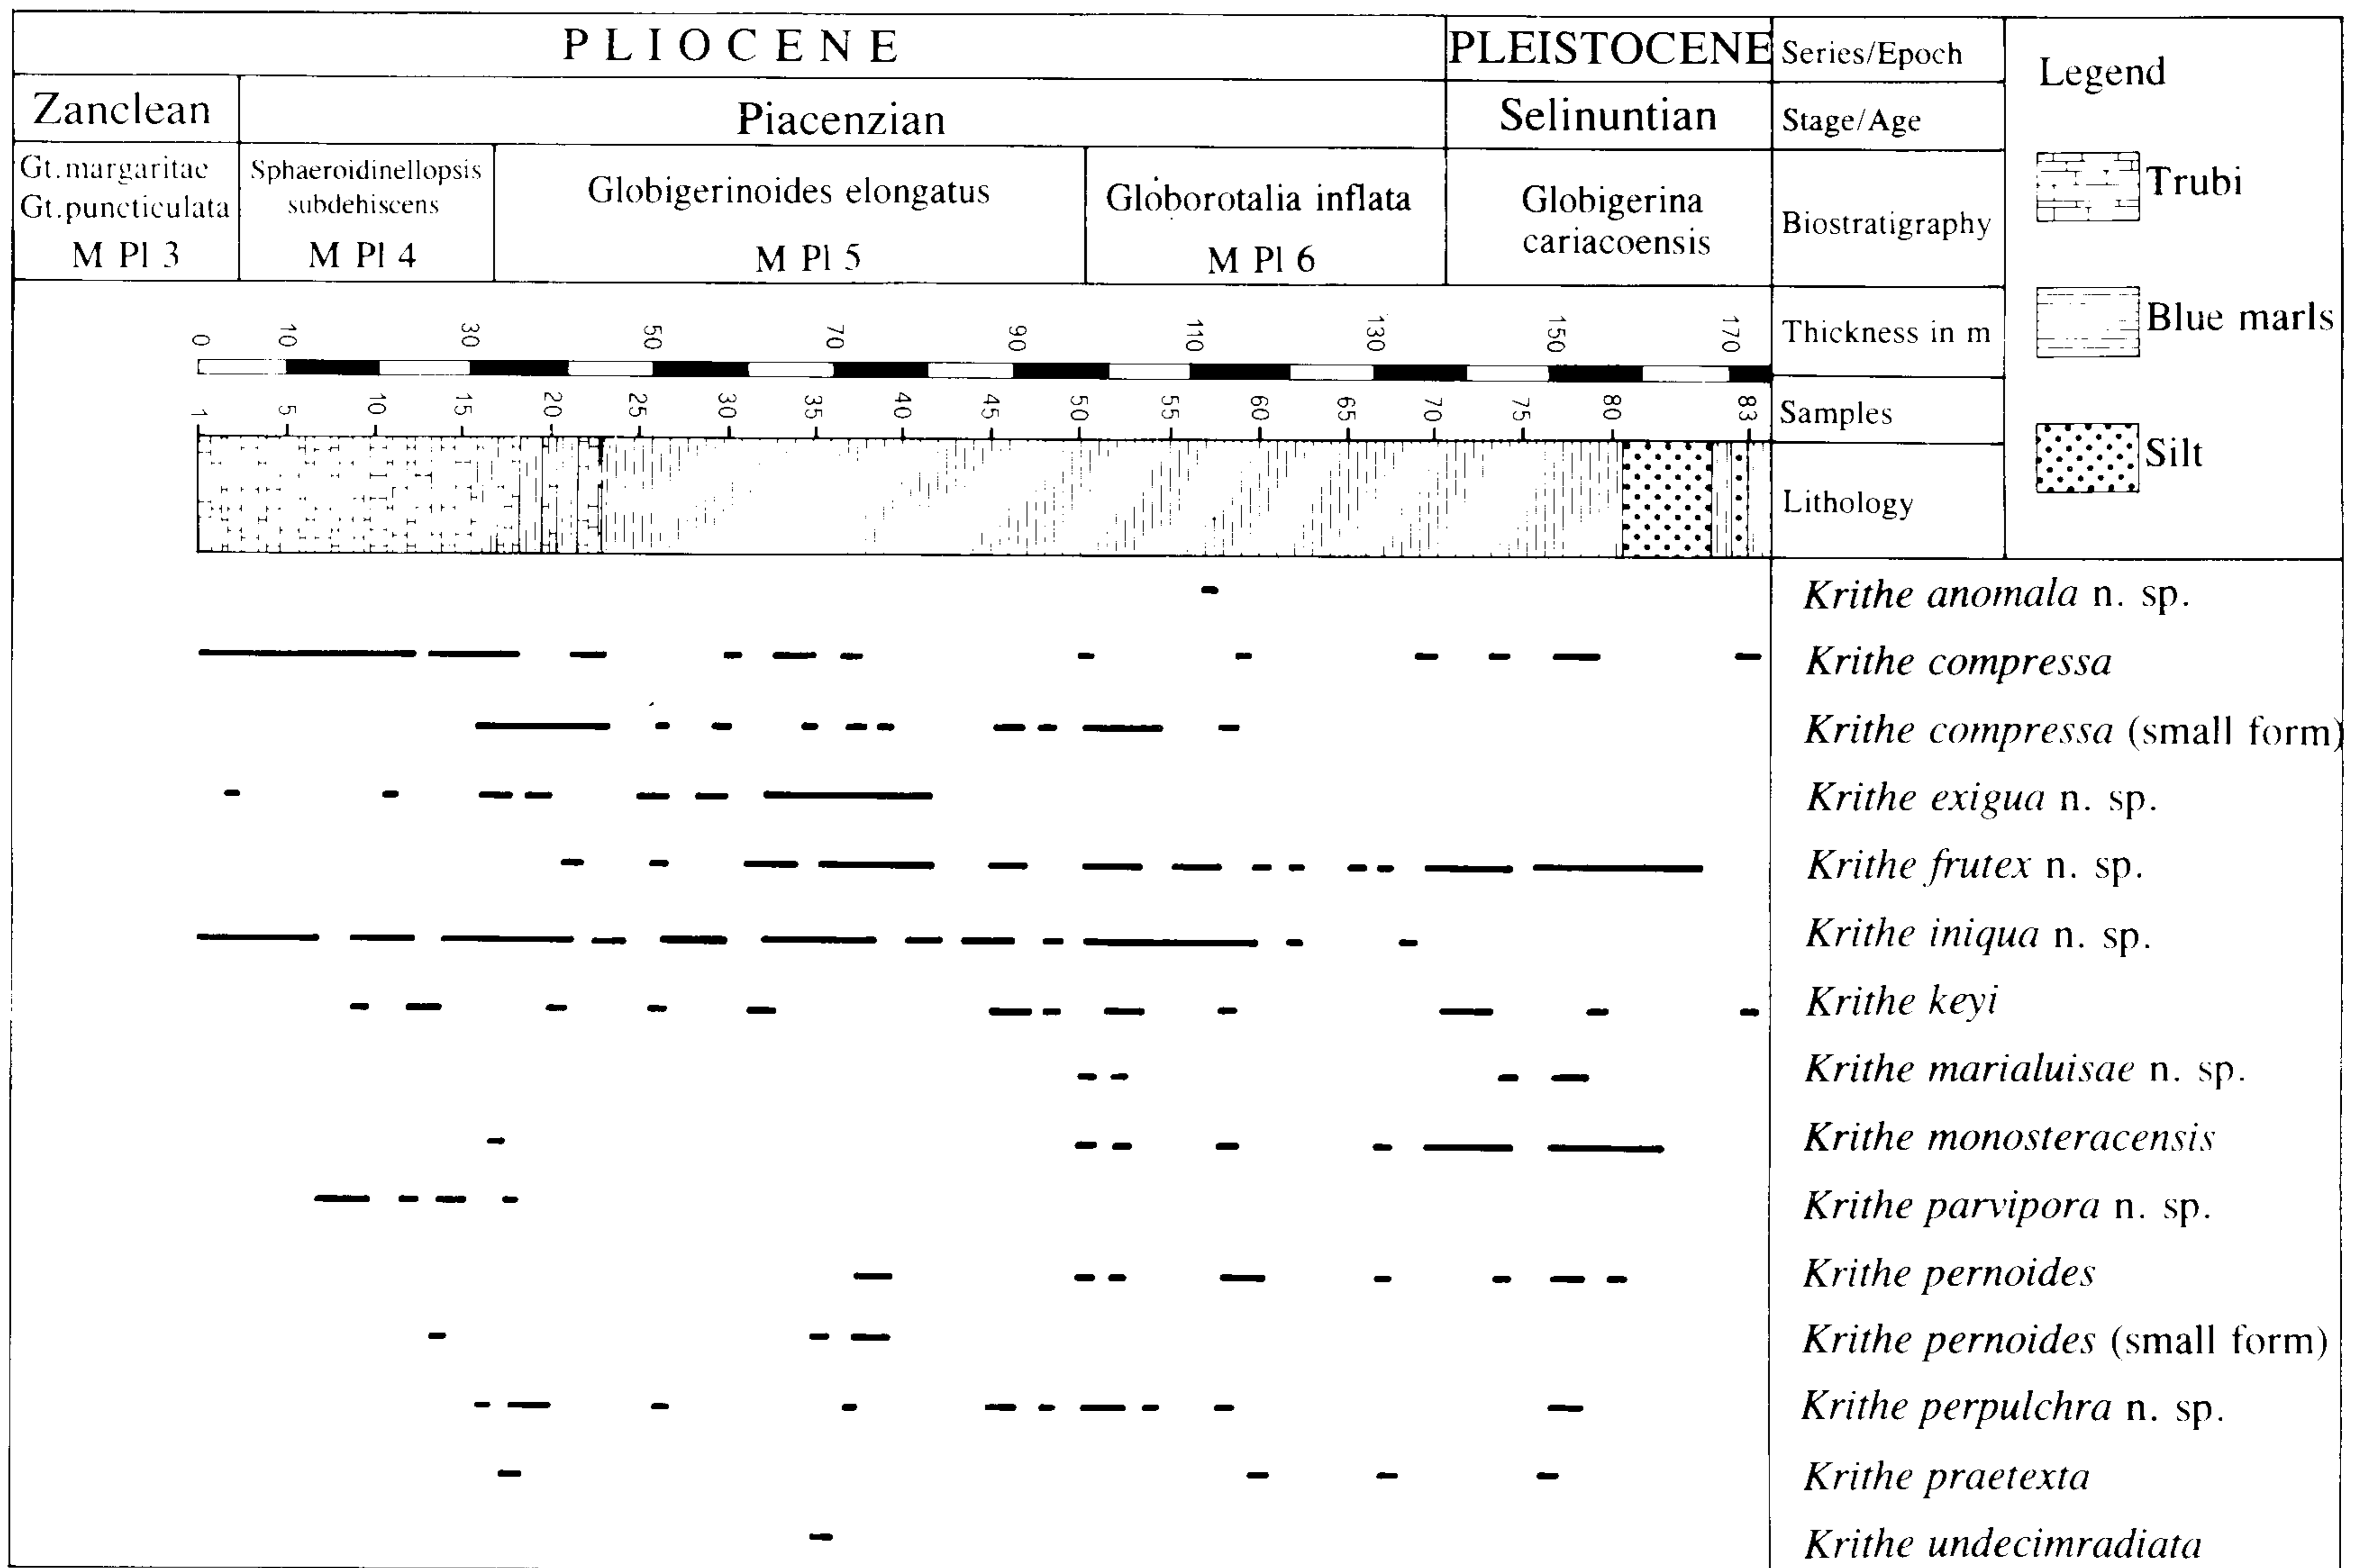 PLIOCENE
PLEISTOCENE
Series/Epoch
Legend
Zanclean
Piacenzian
Selinuntian
Stage/Age
Gt.margaritae
Gt.puncticulata
M Pl 3
Sphaeroidinellopsis
subdehiscens
M Pl 4
Globigerinoides elongatus
M Pl 5
Globorotalia inflata
M Pl 6
Globigerina
cariacoensis
Biostratigraphy
Trubi
Blue marls
Silt
0 10 30 50 70 90 110 130 150 170
Thickness in m
1 5 10 15 20 25 30 35 40 45 50 55 60 65 70 75 80 83
Samples
Lithology
Krithe anomala n. sp.
Krithe compressa
Krithe compressa (small form)
Krithe exigua n. sp.
Krithe frutex n. sp.
Krithe iniqua n. sp.
Krithe keyi
Krithe marialuisae n. sp.
Krithe monosteracensis
Krithe parvipora n. sp.
Krithe pernoides
Krithe pernoides (small form)
Krithe perpulchra n. sp.
Krithe praetexta
Krithe undecimradiata